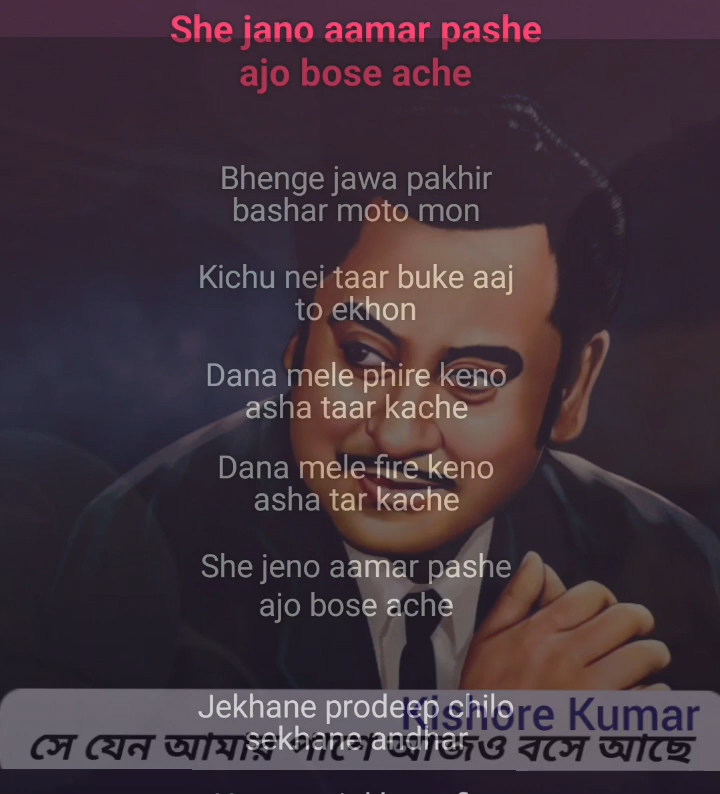 She jano aamar pashe
ajo bose ache
Bhenge jawa pakhir
bashar moto mon
Kichu nei taar buke aaj
to ekhon
Dana mele phire keno
asha taar kache
Dana mele fire keno
asha tar kache
She jeno aamar pashe
ajo bose ache
Jekhane prodeep chilo
Kishore Kumar
sekhane andhar
সে যেন আমার পাশে আজও বসে আছে